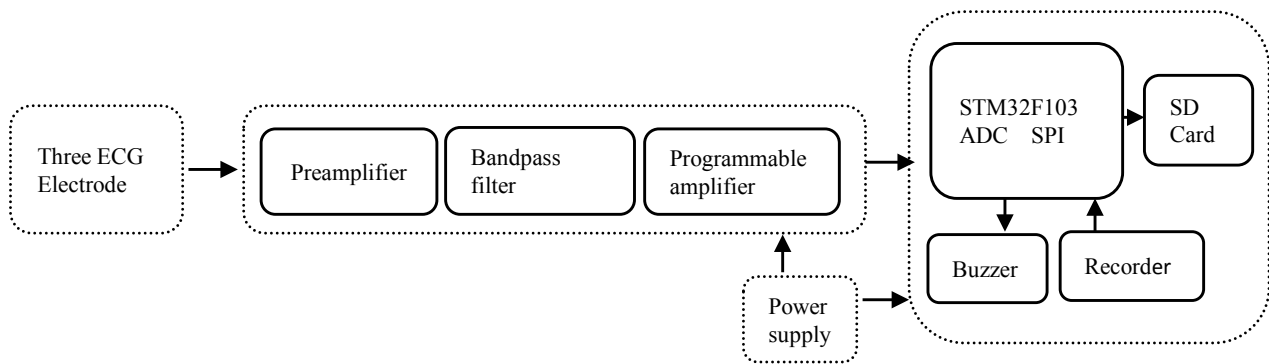 Three ECG
Electrode
Preamplifier
Bandpass
filter
Programmable
amplifier
STM32F103
ADC SPI
SD
Card
Buzzer
Recorder
Power
supply